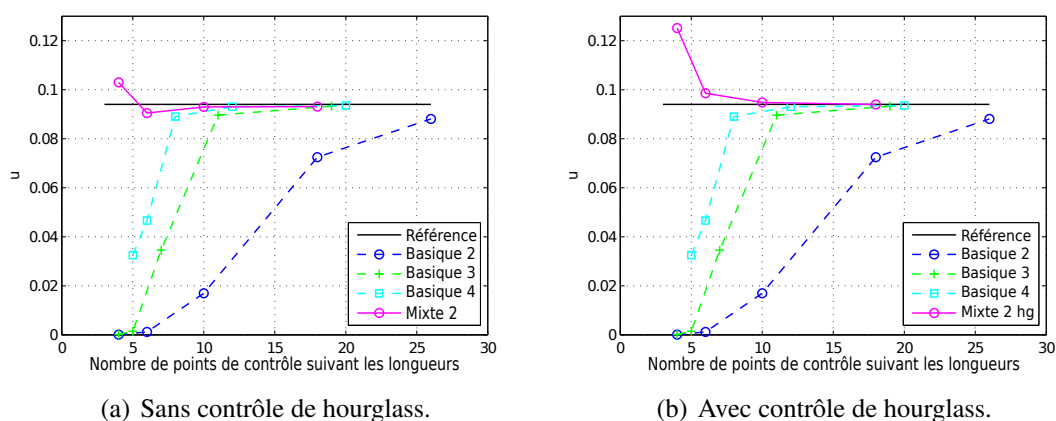 0.12
0.1
0.08
0.06
0.04
0.02
0
u
0 5 10 15 20 25 30
Nombre de points de contrôle suivant les longueurs
Référence
Basique 2
Basique 3
Basique 4
Mixte 2
(a) Sans contrôle de hourglass.
0.12
0.1
0.08
0.06
0.04
0.02
0
u
0 5 10 15 20 25 30
Nombre de points de contrôle suivant les longueurs
Référence
Basique 2
Basique 3
Basique 4
Mixte 2 hg
(b) Avec contrôle de hourglass.